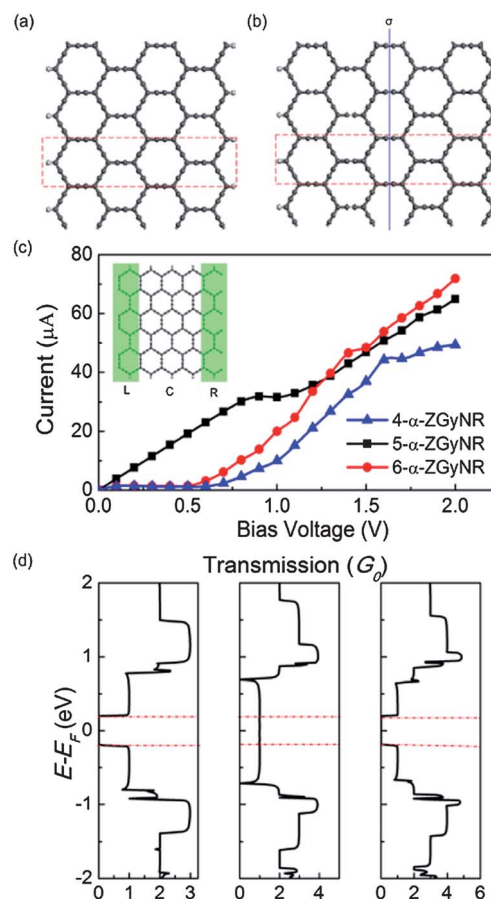 (a)
(b)
σ
(c)
80
60
40
20
0
Current (μA)
L C R
4-α-ZGyNR
5-α-ZGyNR
6-α-ZGyNR
0.0 0.5 1.0 1.5 2.0
Bias Voltage (V)
(d)
Transmission (G0)
2
1
0
-1
-2
E-EF (eV)
0 1 2 3
0 2 4
0 2 4 6